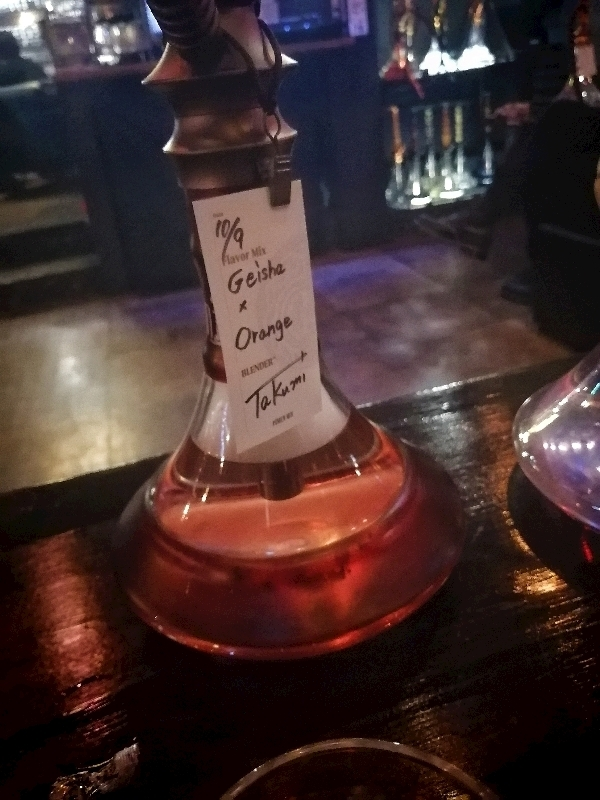 10/9
Flavor Mix
Geisha
x
Orange
BLENDER
Takumi